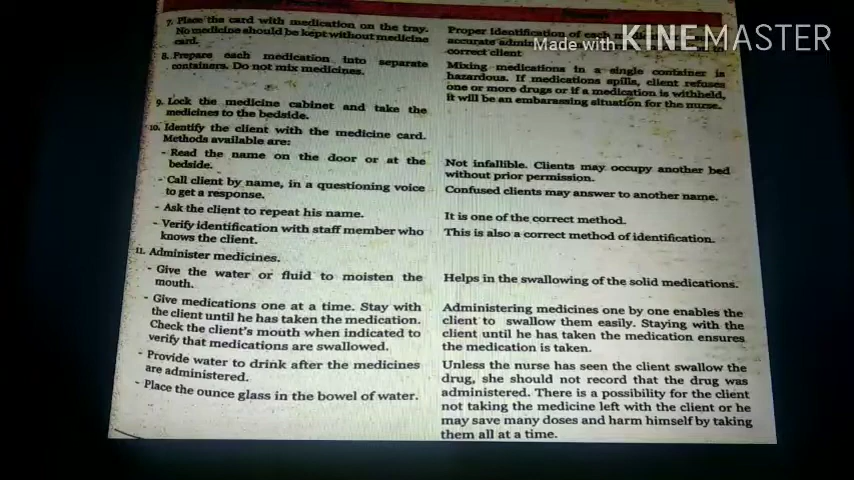 Made with KINEMASTER
7. Place the card with medication on the tray.
No medicine should be kept without medicine
card.
8. Prepare each medication into separate
containers. Do not mix medicines.
9. Lock the medicine cabinet and take the
medicines to the bedside.
10. Identify the client with the medicine card.
Methods available are:
- Read the name on the door or at the
bedside.
- Call client by name, in a questioning voice
to get a response.
- Ask the client to repeat his name.
- Verify identification with staff member who
knows the client.
11. Administer medicines.
- Give the water or fluid to moisten the
mouth.
- Give medications one at a time. Stay with
the client until he has taken the medication.
Check the client's mouth when indicated to
verify that medications are swallowed.
- Provide water to drink after the medicines
are administered.
- Place the ounce glass in the bowel of water.
Proper identification of each
accurate
correct client
Mixing medications in a single container is
hazardous. If medications spills, client refuses
one or more drugs or if a medication is withheld,
it will be an embarassing situation for the nurse.
Not infallible. Clients may occupy another bed
without prior permission.
Confused clients may answer to another name.
It is one of the correct method.
This is also a correct method of identification.
Helps in the swallowing of the solid medications.
Administering medicines one by one enables the
client to swallow them easily. Staying with the
client until he has taken the medication ensures
the medication is taken.
Unless the nurse has seen the client swallow the
drug, she should not record that the drug was
administered. There is a possibility for the client
not taking the medicine left with the client or he
may save many doses and harm himself by taking
them all at a time.